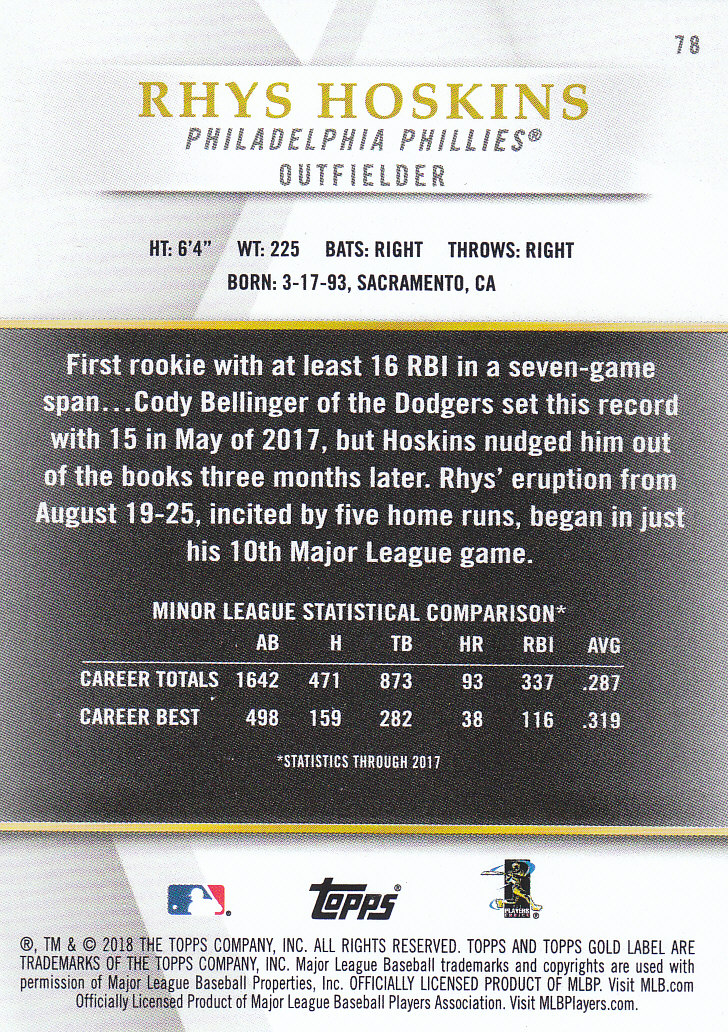 78
RHYS HOSKINS
PHILADELPHIA PHILLIES®
OUTFIELDER
HT: 6'4" WT: 225 BATS: RIGHT THROWS: RIGHT
BORN: 3-17-93, SACRAMENTO, CA
First rookie with at least 16 RBI in a seven-game
span...Cody Bellinger of the Dodgers set this record
with 15 in May of 2017, but Hoskins nudged him out
of the books three months later. Rhys' eruption from
August 19-25, incited by five home runs, began in just
his 10th Major League game.
MINOR LEAGUE STATISTICAL COMPARISON*
AB H TB HR RBI AVG
CAREER TOTALS 1642 471 873 93 337 .287
CAREER BEST 498 159 282 38 116 .319
*STATISTICS THROUGH 2017
topps®
PLAYERS CHOICE ®
®, TM & © 2018 THE TOPPS COMPANY, INC. ALL RIGHTS RESERVED. TOPPS AND TOPPS GOLD LABEL ARE
TRADEMARKS OF THE TOPPS COMPANY, INC. Major League Baseball trademarks and copyrights are used with
permission of Major League Baseball Properties, Inc. OFFICIALLY LICENSED PRODUCT OF MLBP. Visit MLB.com
Officially Licensed Product of Major League Baseball Players Association. Visit MLBPlayers.com.